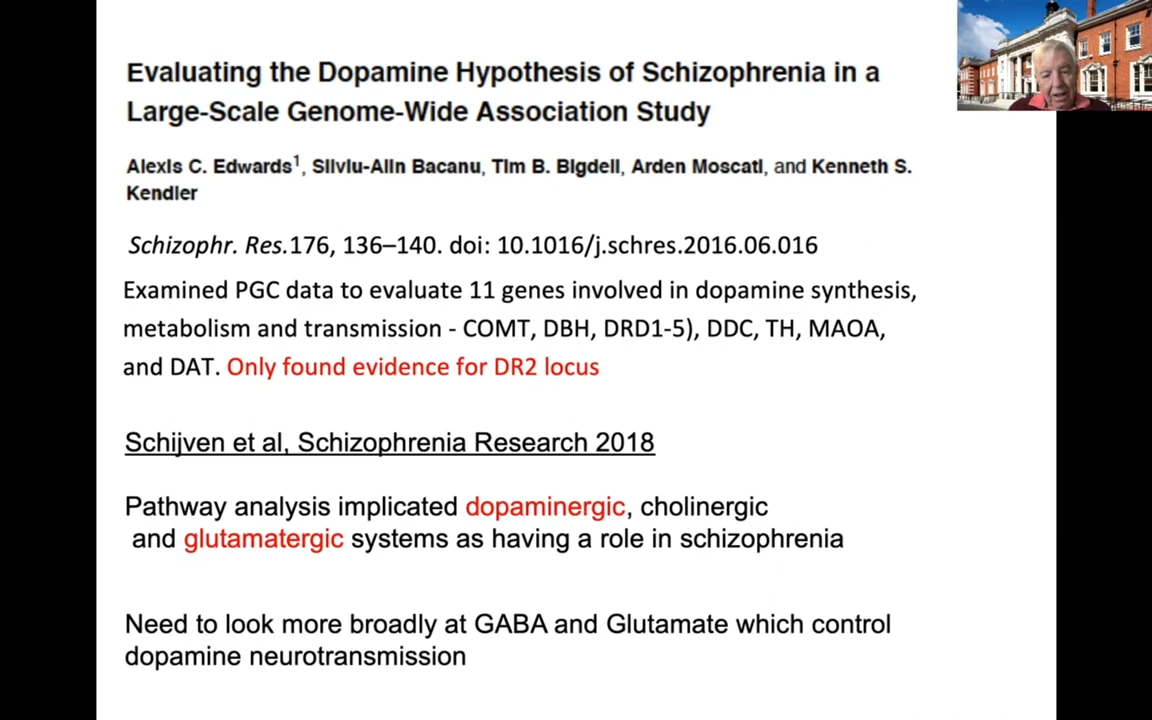 Evaluating the Dopamine Hypothesis of Schizophrenia in a
Large-Scale Genome-Wide Association Study
Alexis C. Edwards1, Silviu-Alin Bacanu, Tim B. Bigdeli, Arden Moscati, and Kenneth S.
Kendler
Schizophr. Res.176, 136–140. doi: 10.1016/j.schres.2016.06.016
Examined PGC data to evaluate 11 genes involved in dopamine synthesis,
metabolism and transmission - COMT, DBH, DRD1-5), DDC, TH, MAOA,
and DAT. Only found evidence for DR2 locus
Schijven et al, Schizophrenia Research 2018
Pathway analysis implicated dopaminergic, cholinergic
and glutamatergic systems as having a role in schizophrenia
Need to look more broadly at GABA and Glutamate which control
dopamine neurotransmission